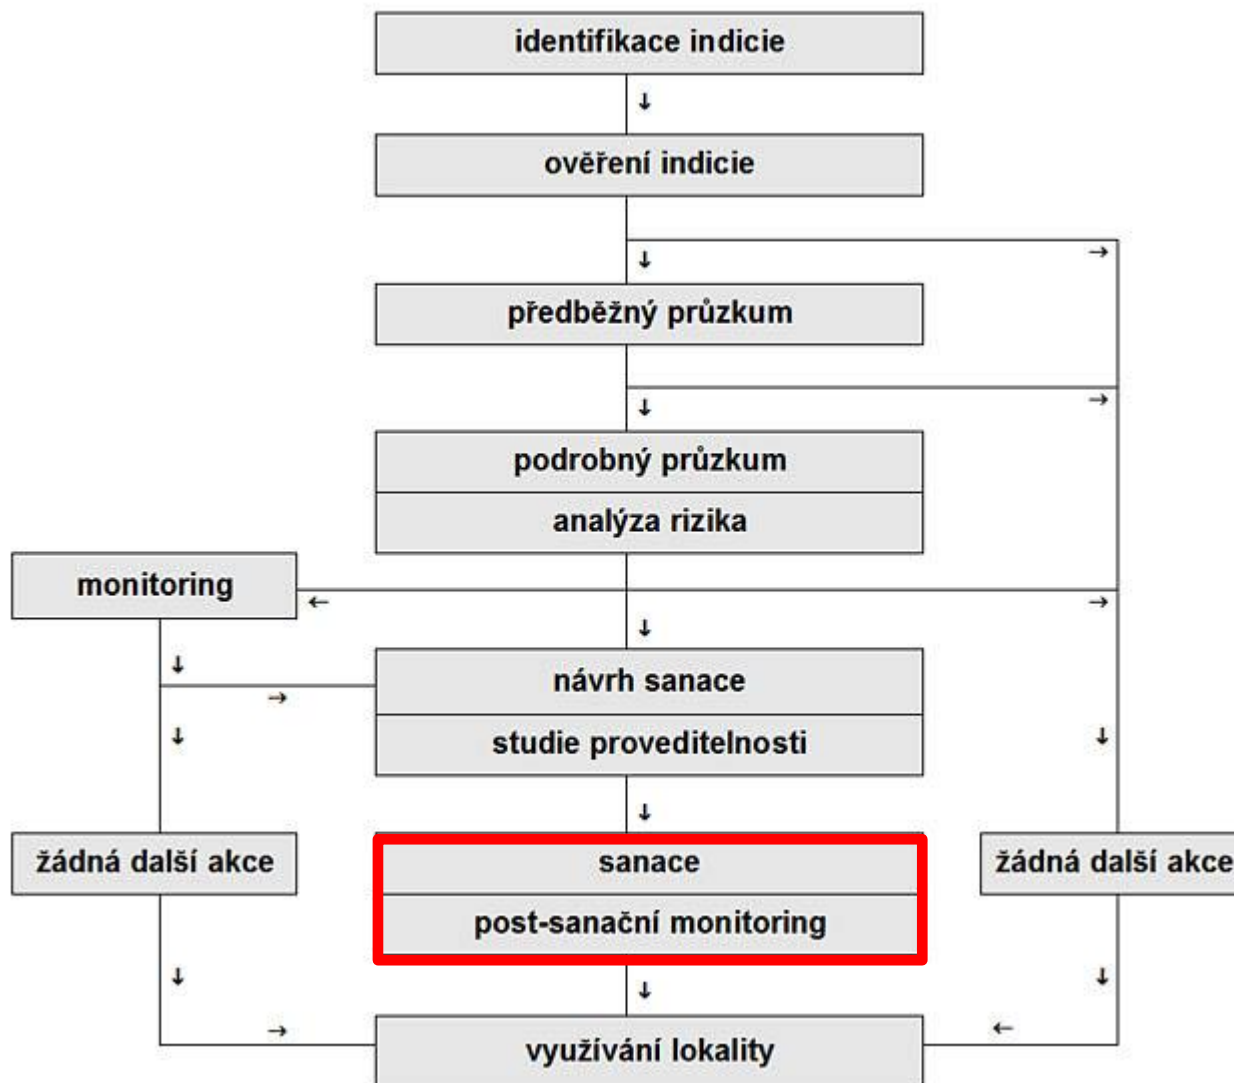 identifikace indicie
↓
ověření indicie
→
↓
předběžný průzkum
→
↓
podrobný průzkum
analýza rizika
monitoring
← →
↓
↓
návrh sanace
→
studie proveditelnosti
↓ ↓
↓
žádná další akce
sanace
žádná další akce
post-sanační monitoring
↓ ↓ ↓
→ ←
využívání lokality